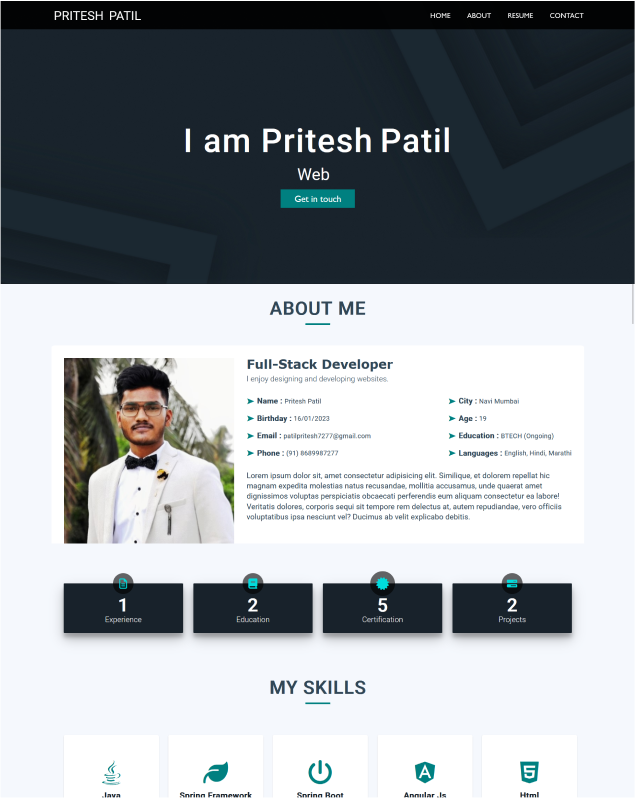 PRITESH PATIL
HOME ABOUT RESUME CONTACT
I am Pritesh Patil
Web
Get in touch
ABOUT ME
Full-Stack Developer
I enjoy designing and developing websites.
Name : Pritesh Patil
City : Navi Mumbai
Birthday : 16/01/2023
Age : 19
Email : patilpritesh7277@gmail.com
Education : BTECH (Ongoing)
Phone : (91) 8689987277
Languages : English, Hindi, Marathi
Lorem ipsum dolor sit, amet consectetur adipisicing elit. Similique, et dolorem repellat hic
magnam expedita molestias natus recusandae, mollitia accusamus, unde quaerat amet
dignissimos voluptas perspiciatis obcaecati perferendis eum aliquam consectetur ea labore!
Veritatis dolores, corporis sequi sit tempore rem delectus at, autem repudiandae, vero officiis
voluptatibus ipsa nesciunt vel? Ducimus ab velit explicabo debitis.
1
Experience
2
Education
5
Certification
2
Projects
MY SKILLS
Java
Spring Framework
Spring Boot
Angular Js
Html